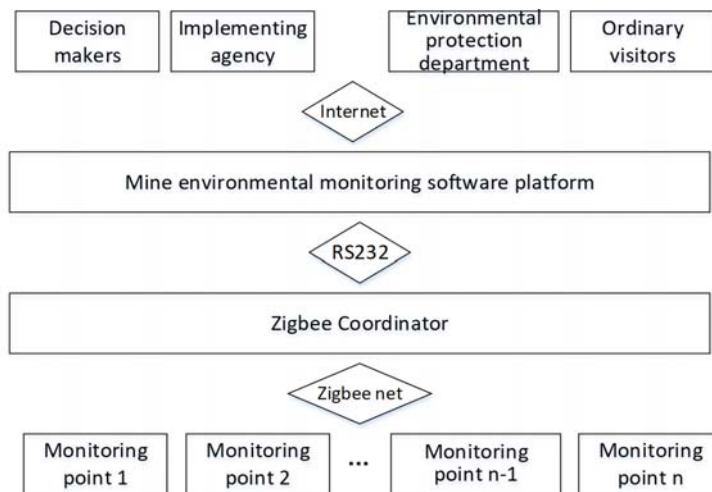 Decision
makers
Implementing
agency
Environmental
protection
department
Ordinary
visitors
Internet
Mine environmental monitoring software platform
RS232
Zigbee Coordinator
Zigbee net
Monitoring
point 1
Monitoring
point 2
...
Monitoring
point n-1
Monitoring
point n